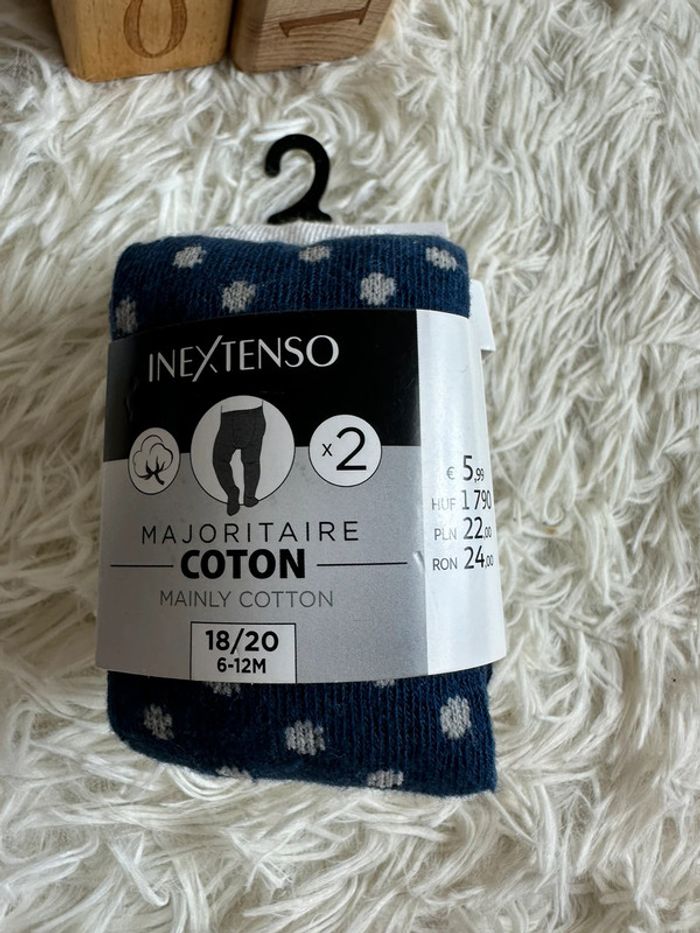 INEXTENSO
x2
MAJORITAIRE
COTON
MAINLY COTTON
18/20
6-12M
€ 5,99
HUF 1 790
PLN 22,00
RON 24,00